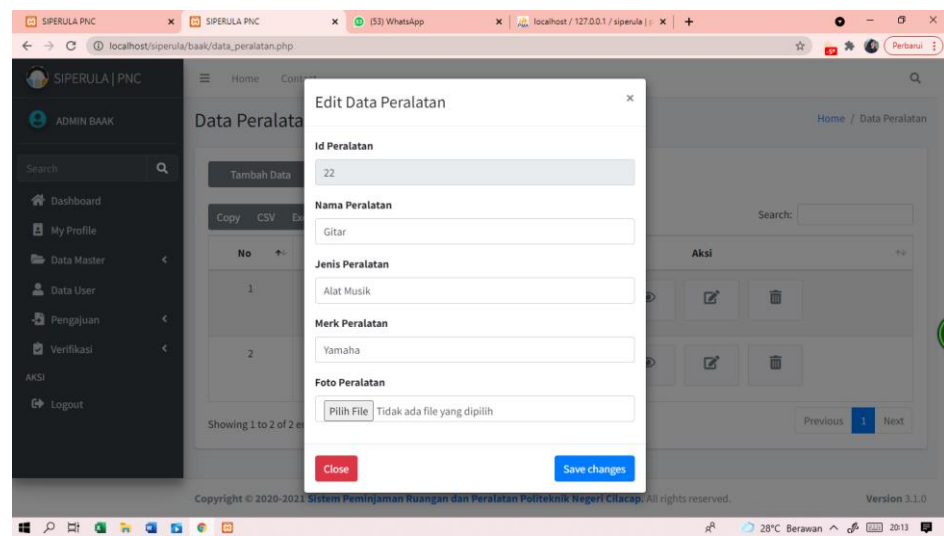 SIPERULA PNC
SIPERULA PNC
(53) WhatsApp
localhost / 127.0.0.1 / siperula |
localhost/siperula/baak/data_peralatan.php
Perbarui
SIPERULA | PNC
Home
ADMIN BAAK
Data Peralata
Home / Data Peralatan
Search
Tambah Data
Dashboard
Copy CSV
Search:
My Profile
No
Aksi
Data Master
Data User
1
Pengajuan
Verifikasi
2
AKSI
Logout
Showing 1 to 2 of 2
Previous 1 Next
Edit Data Peralatan
×
Id Peralatan
22
Nama Peralatan
Gitar
Jenis Peralatan
Alat Musik
Merk Peralatan
Yamaha
Foto Peralatan
Pilih File Tidak ada file yang dipilih
Close
Save changes
Copyright © 2020-2021 Sistem Peminjaman Ruangan dan Peralatan Politeknik Negeri Cilacap. All rights reserved.
Version 3.1.0
28°C Berawan
20:13